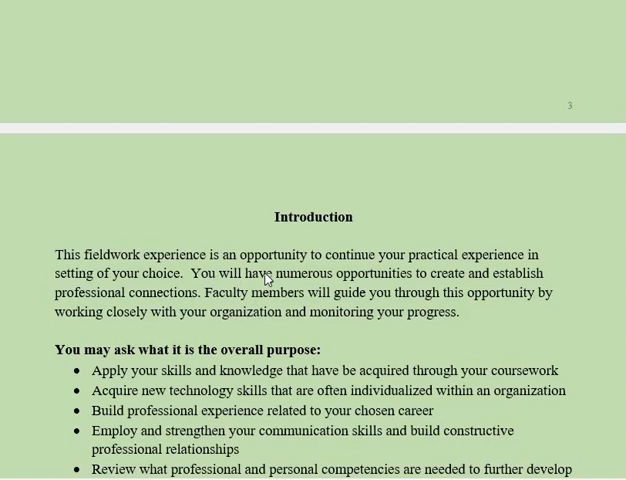 3
Introduction
This fieldwork experience is an opportunity to continue your practical experience in
setting of your choice.  You will have numerous opportunities to create and establish
professional connections. Faculty members will guide you through this opportunity by
working closely with your organization and monitoring your progress.
You may ask what it is the overall purpose:
• Apply your skills and knowledge that have be acquired through your coursework
• Acquire new technology skills that are often individualized within an organization
• Build professional experience related to your chosen career
• Employ and strengthen your communication skills and build constructive
professional relationships
• Review what professional and personal competencies are needed to further develop